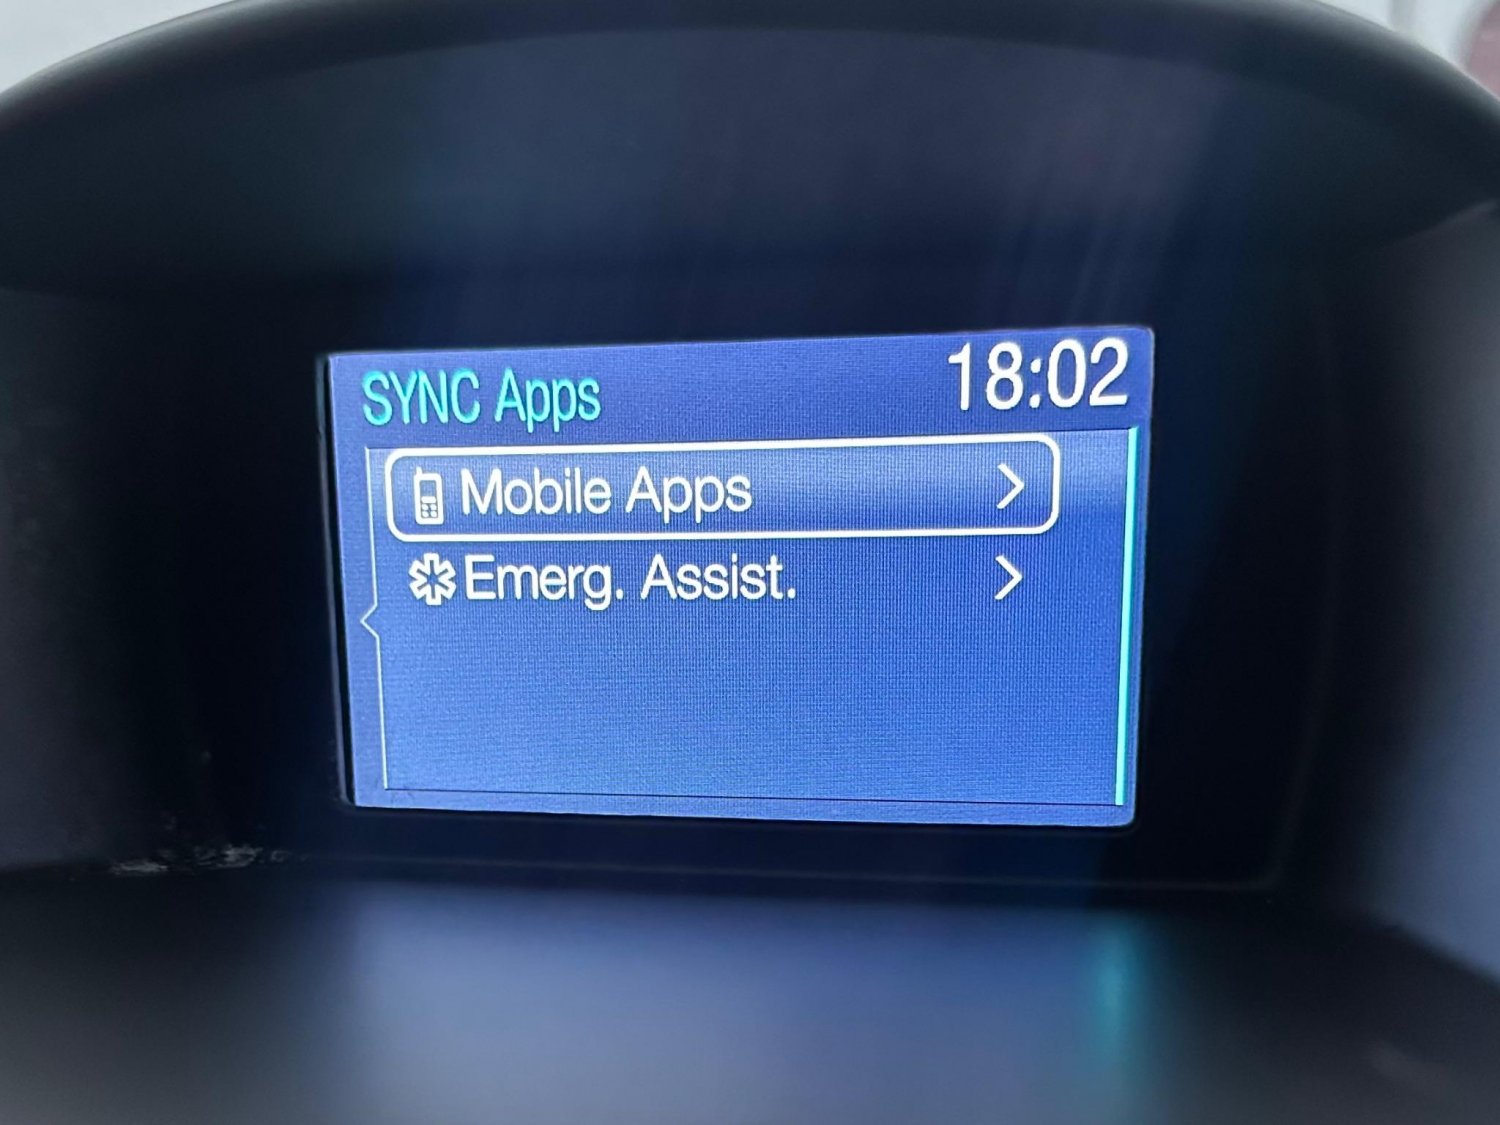 SYNC Apps
18:02
Mobile Apps
Emerg. Assist.